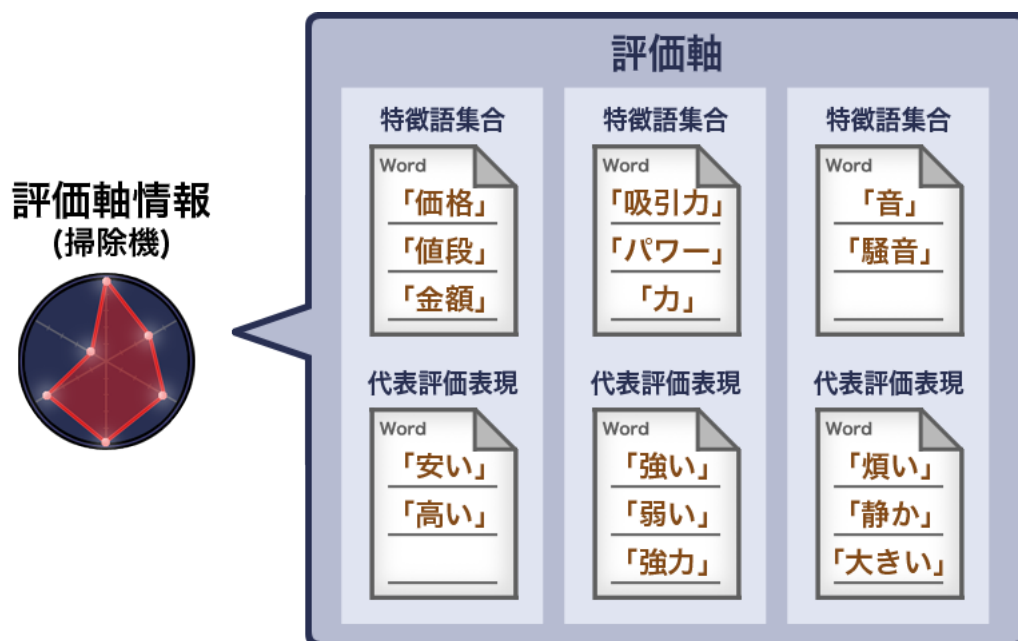 評価軸情報
(掃除機)
評価軸
特徴語集合
Word
「価格」
「値段」
「金額」
代表評価表現
Word
「安い」
「高い」
特徴語集合
Word
「吸引力」
「パワー」
「力」
代表評価表現
Word
「強い」
「弱い」
「強力」
特徴語集合
Word
「音」
「騒音」
代表評価表現
Word
「煩い」
「静か」
「大きい」